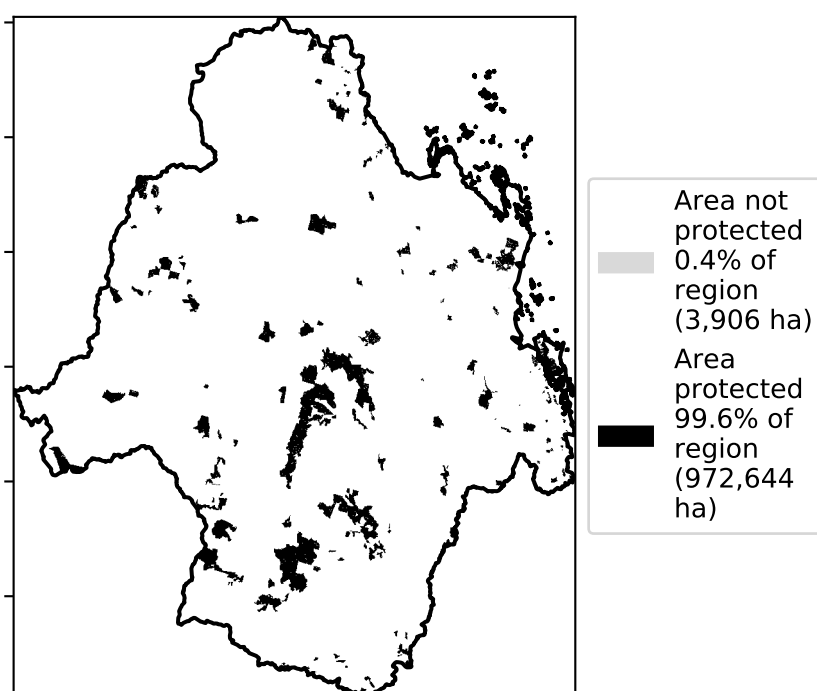 Area not
protected
0.4% of
region
(3,906 ha)
Area
protected
99.6% of
region
(972,644
ha)